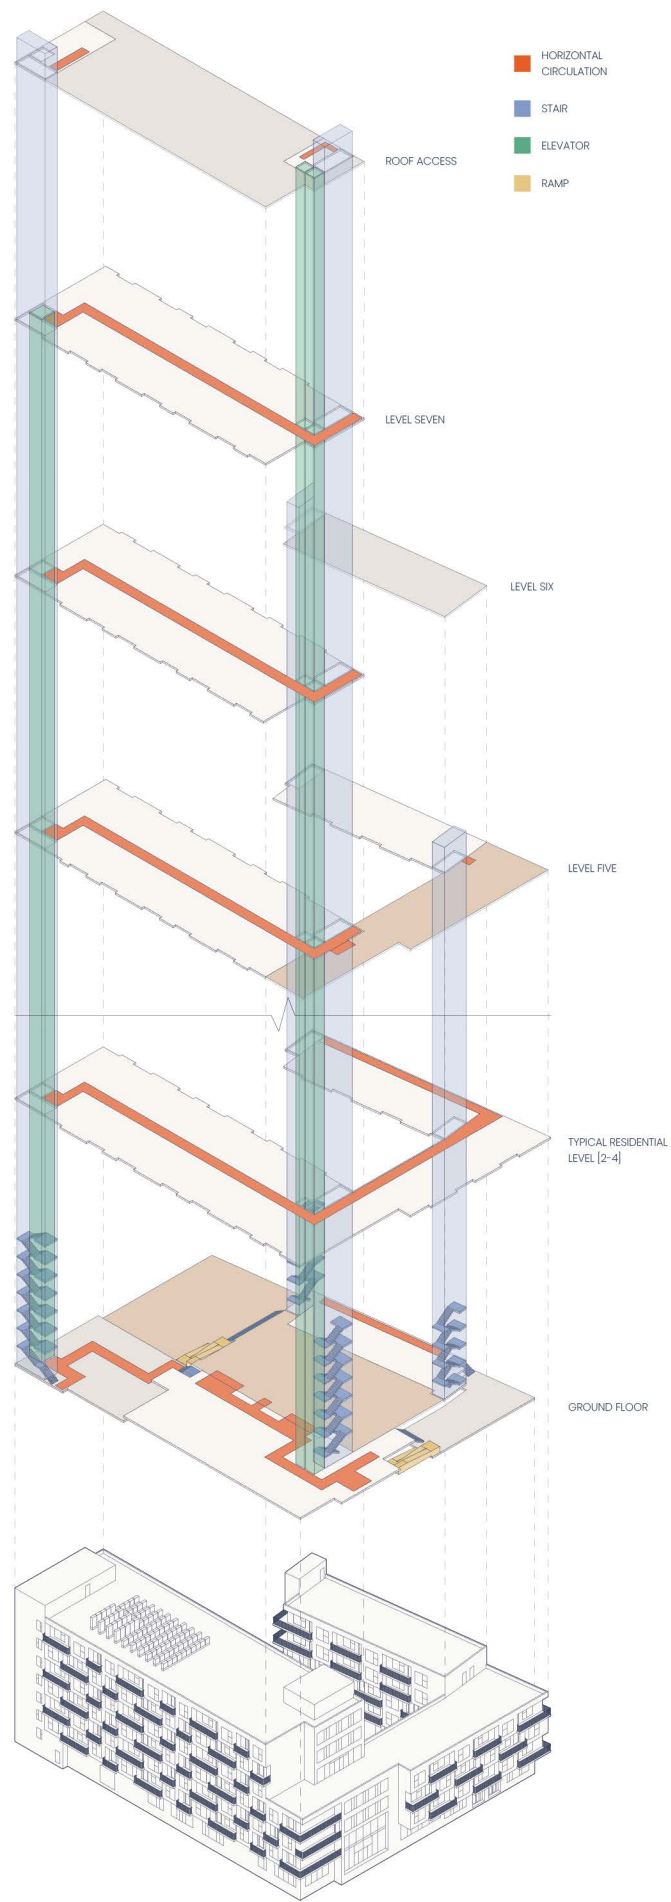 HORIZONTAL
CIRCULATION
STAIR
ELEVATOR
RAMP
ROOF ACCESS
LEVEL SEVEN
LEVEL SIX
LEVEL FIVE
TYPICAL RESIDENTIAL
LEVEL [2-4]
GROUND FLOOR